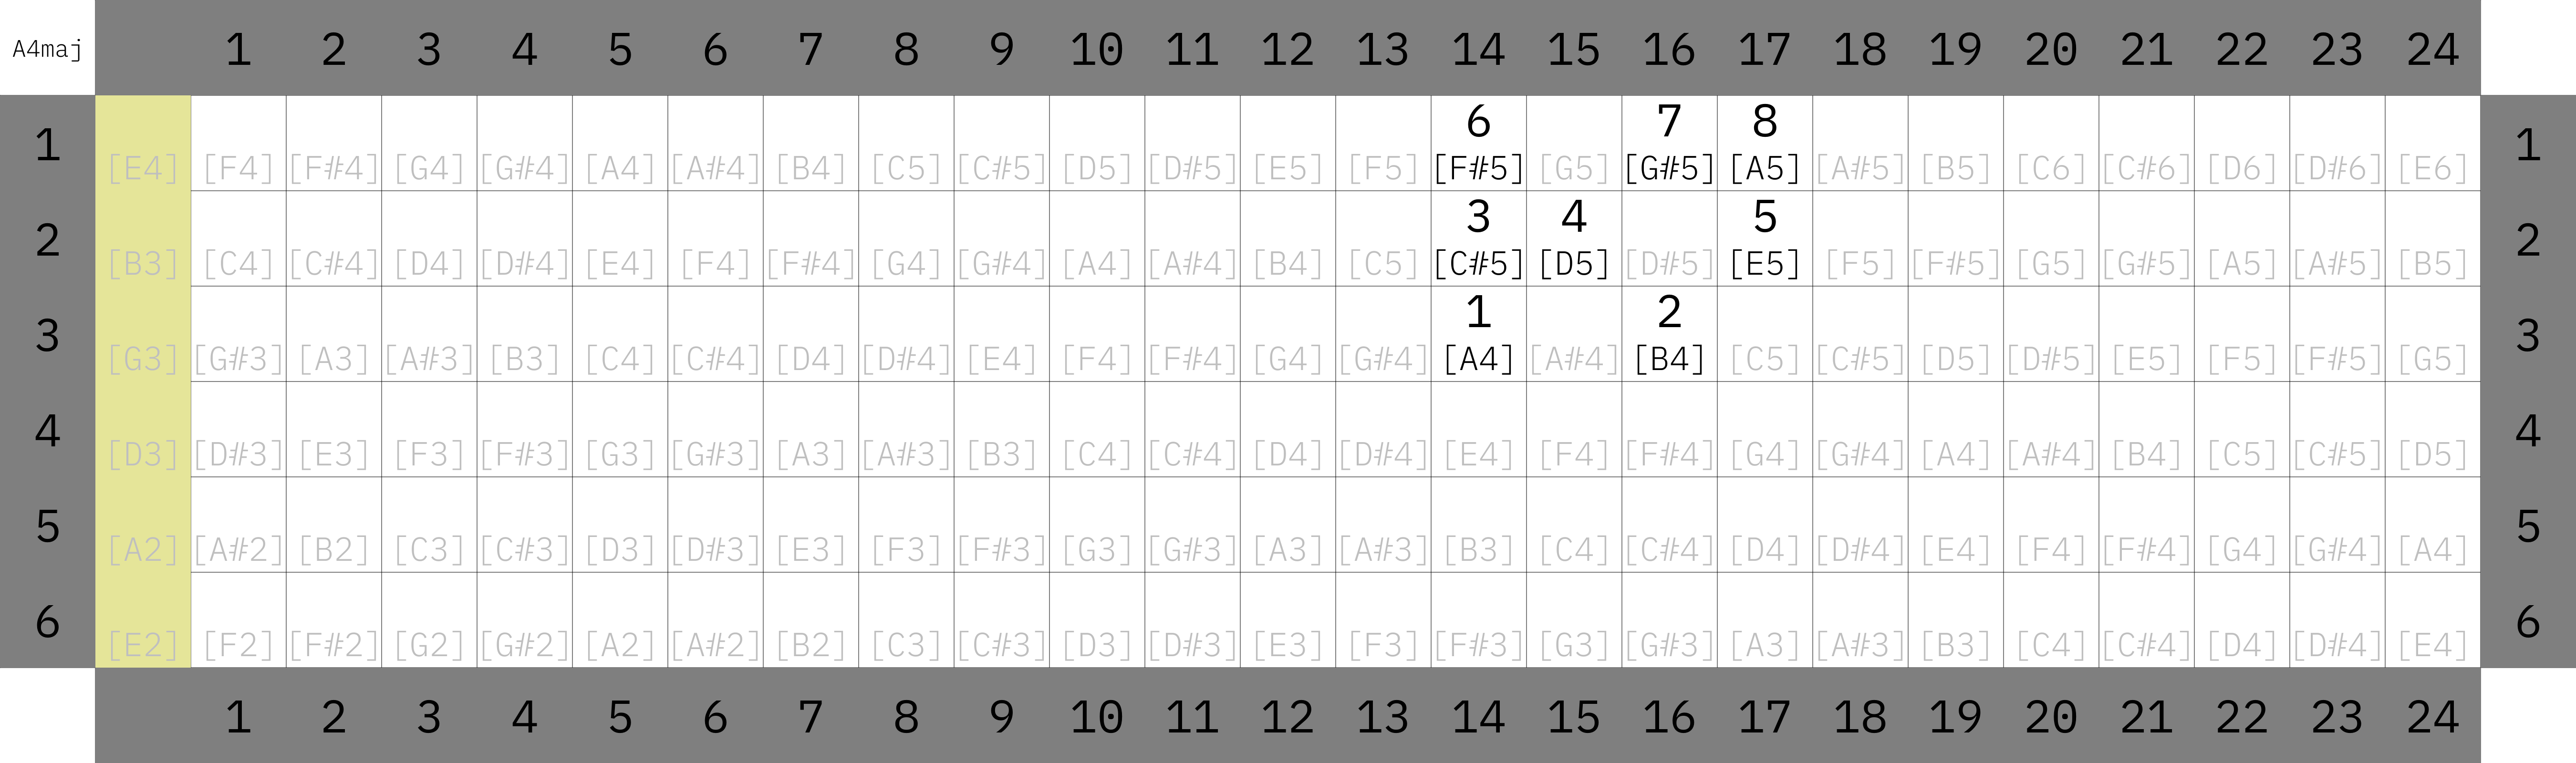 A4maj 1 2 3 4 5 6 7 8 9 10 11 12 13 14 15 16 17 18 19 20 21 22 23 24
6 7 8
1 [E4] [F4] [F#4] [G4] [G#4] [A4] [A#4] [B4] [C5] [C#5] [D5] [D#5] [E5] [F5] [F#5] [G5] [G#5] [A5] [A#5] [B5] [C6] [C#6] [D6] [D#6] [E6] 1
3 4 5
2 [B3] [C4] [C#4] [D4] [D#4] [E4] [F4] [F#4] [G4] [G#4] [A4] [A#4] [B4] [C5] [C#5] [D5] [D#5] [E5] [F5] [F#5] [G5] [G#5] [A5] [A#5] [B5] 2
1 2
3 [G3] [G#3] [A3] [A#3] [B3] [C4] [C#4] [D4] [D#4] [E4] [F4] [F#4] [G4] [G#4] [A4] [A#4] [B4] [C5] [C#5] [D5] [D#5] [E5] [F5] [F#5] [G5] 3
4 [D3] [D#3] [E3] [F3] [F#3] [G3] [G#3] [A3] [A#3] [B3] [C4] [C#4] [D4] [D#4] [E4] [F4] [F#4] [G4] [G#4] [A4] [A#4] [B4] [C5] [C#5] [D5] 4
5 [A2] [A#2] [B2] [C3] [C#3] [D3] [D#3] [E3] [F3] [F#3] [G3] [G#3] [A3] [A#3] [B3] [C4] [C#4] [D4] [D#4] [E4] [F4] [F#4] [G4] [G#4] [A4] 5
6 [E2] [F2] [F#2] [G2] [G#2] [A2] [A#2] [B2] [C3] [C#3] [D3] [D#3] [E3] [F3] [F#3] [G3] [G#3] [A3] [A#3] [B3] [C4] [C#4] [D4] [D#4] [E4] 6
1 2 3 4 5 6 7 8 9 10 11 12 13 14 15 16 17 18 19 20 21 22 23 24